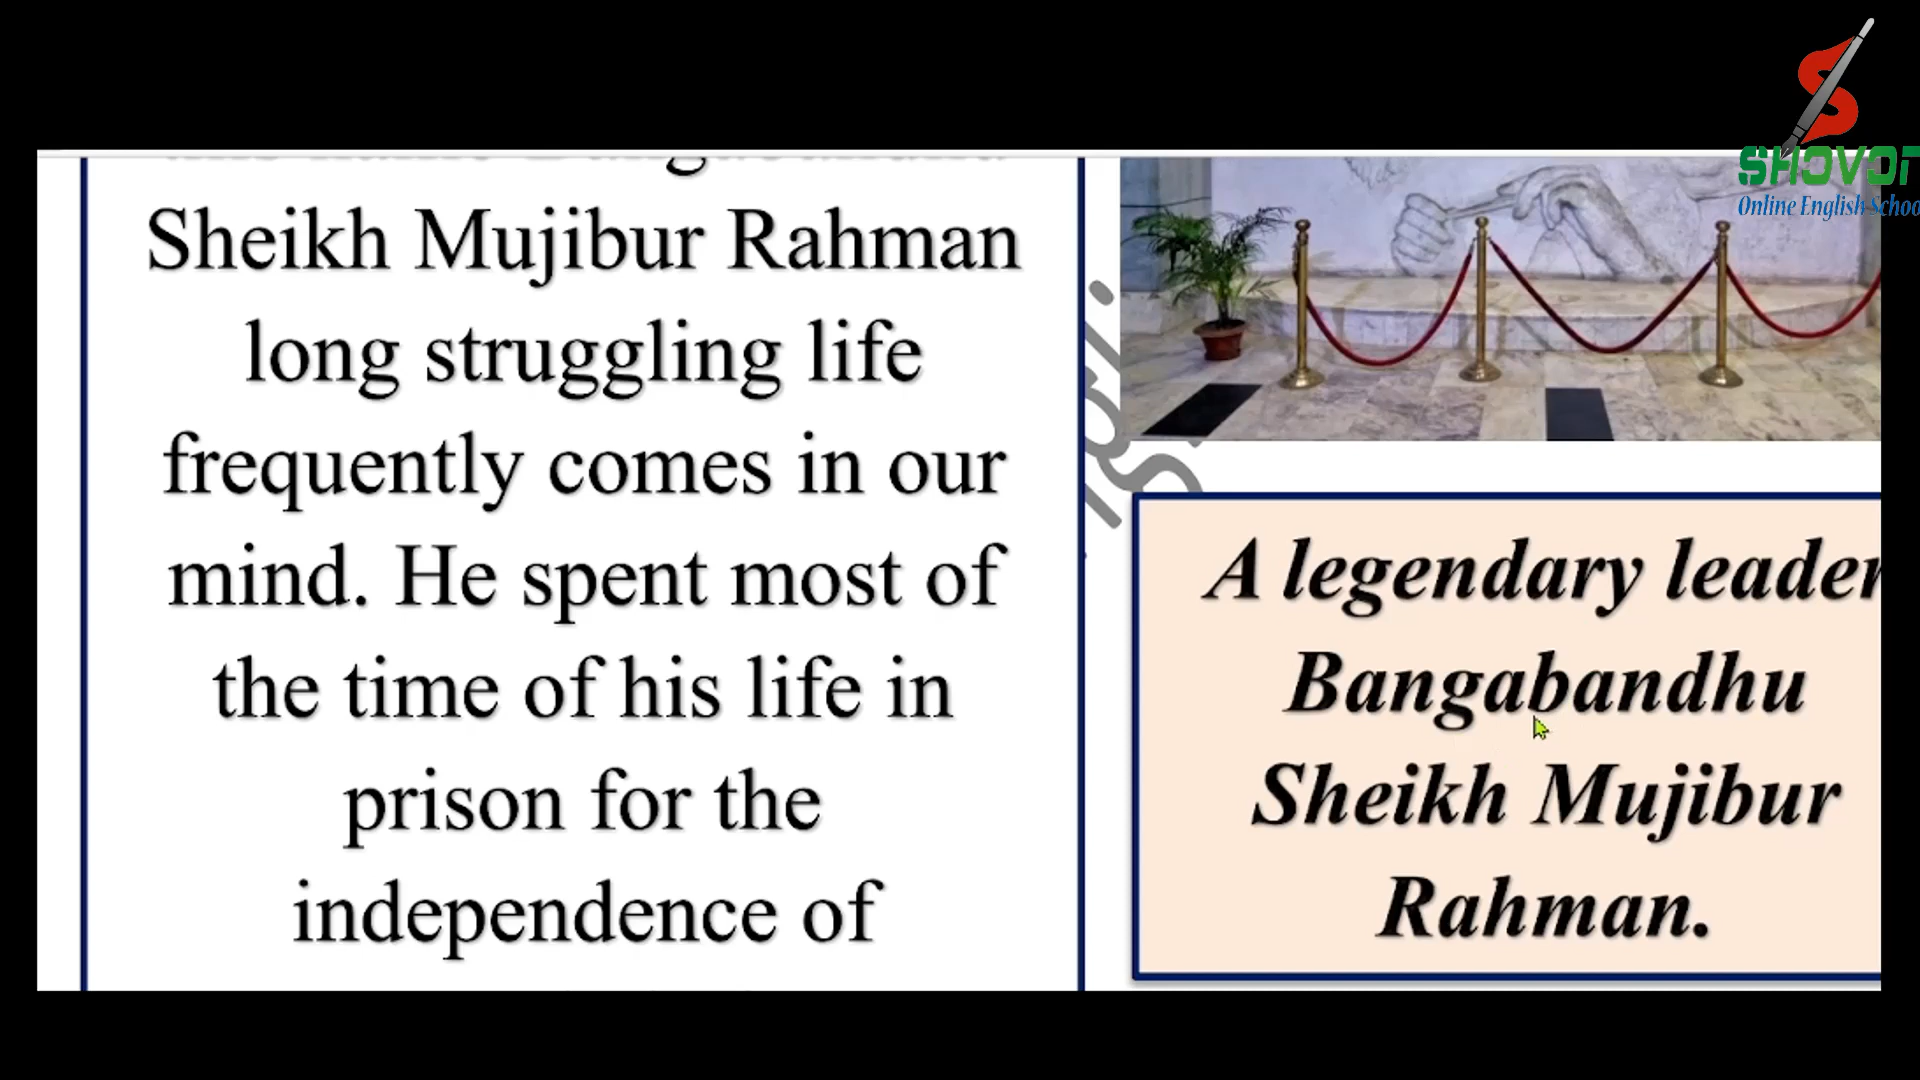 Sheikh Mujibur Rahman
long struggling life
frequently comes in our
mind. He spent most of
the time of his life in
prison for the
independence of
A legendary leader
Bangabandhu
Sheikh Mujibur
Rahman.
SHOVON
Online English School